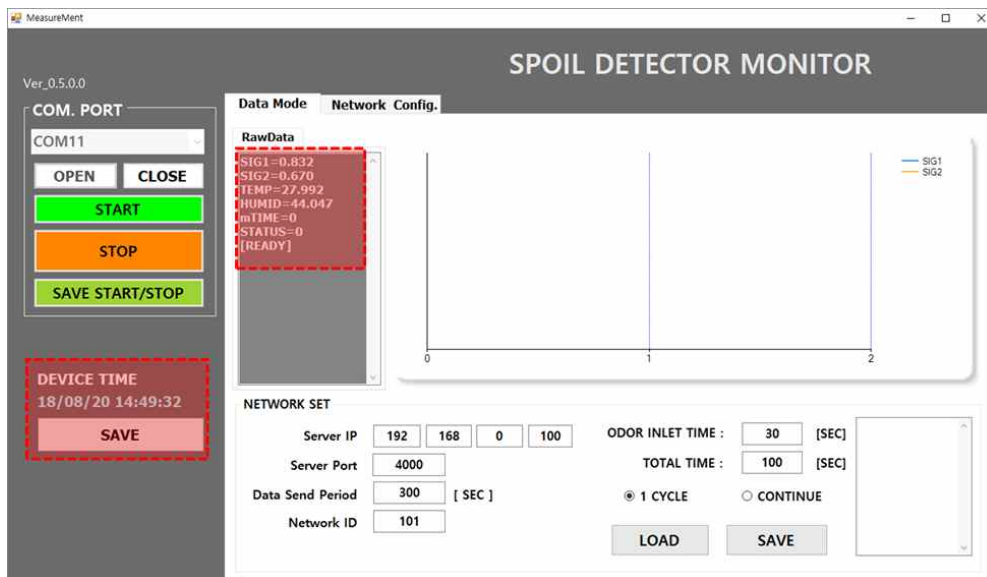 MeasureMent
SPOIL DETECTOR MONITOR
Ver_0.5.0.0
COM. PORT
COM11
OPEN CLOSE
START
STOP
SAVE START/STOP
DEVICE TIME
18/08/20 14:49:32
SAVE
Data Mode Network Config.
RawData
SIG1=0.832
SIG2=0.670
TEMP=27.992
HUMID=44.047
mTIME=0
STATUS=0
[READY]
SIG1
SIG2
0 1 2
NETWORK SET
Server IP 192 168 0 100
Server Port 4000
Data Send Period 300 [ SEC ]
Network ID 101
ODOR INLET TIME : 30 [SEC]
TOTAL TIME : 100 [SEC]
1 CYCLE CONTINUE
LOAD SAVE